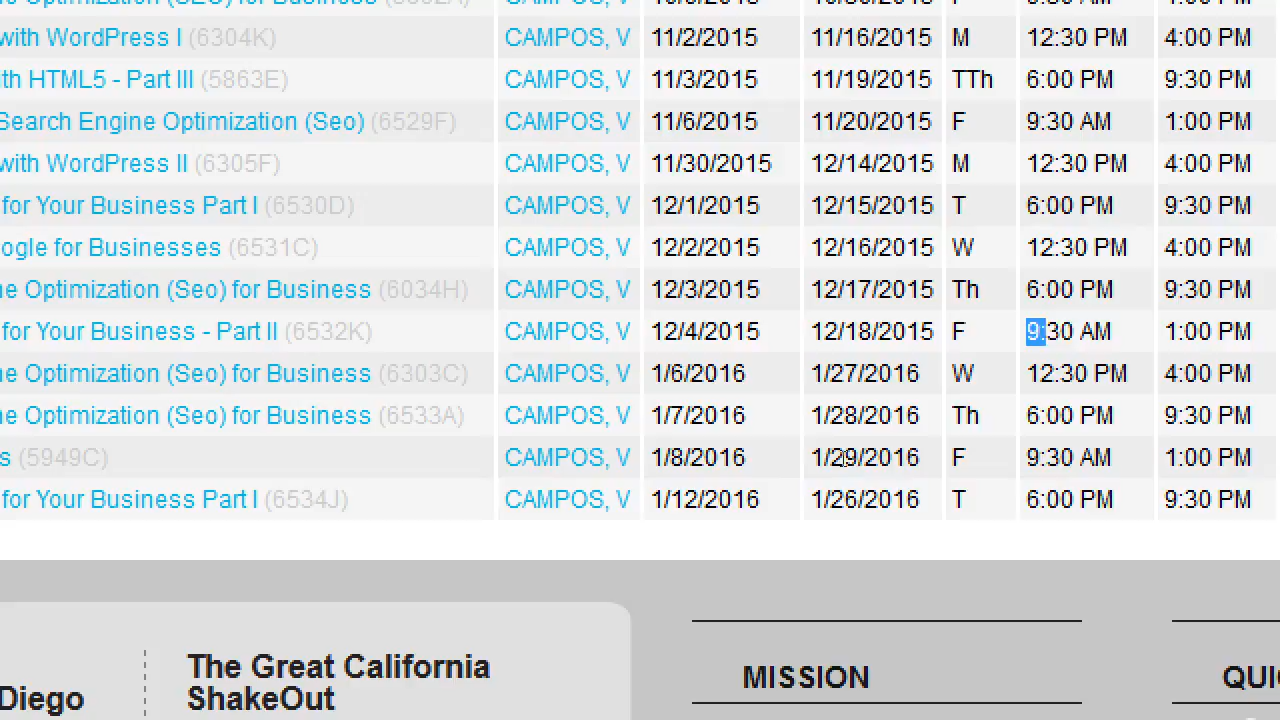 with WordPress I (6304K) CAMPOS, V 11/2/2015 11/16/2015 M 12:30 PM 4:00 PM
ith HTML5 - Part III (5863E) CAMPOS, V 11/3/2015 11/19/2015 TTh 6:00 PM 9:30 PM
Search Engine Optimization (Seo) (6529F) CAMPOS, V 11/6/2015 11/20/2015 F 9:30 AM 1:00 PM
with WordPress II (6305F) CAMPOS, V 11/30/2015 12/14/2015 M 12:30 PM 4:00 PM
for Your Business Part I (6530D) CAMPOS, V 12/1/2015 12/15/2015 T 6:00 PM 9:30 PM
ogle for Businesses (6531C) CAMPOS, V 12/2/2015 12/16/2015 W 12:30 PM 4:00 PM
ne Optimization (Seo) for Business (6034H) CAMPOS, V 12/3/2015 12/17/2015 Th 6:00 PM 9:30 PM
for Your Business - Part II (6532K) CAMPOS, V 12/4/2015 12/18/2015 F 9:30 AM 1:00 PM
ne Optimization (Seo) for Business (6303C) CAMPOS, V 1/6/2016 1/27/2016 W 12:30 PM 4:00 PM
ne Optimization (Seo) for Business (6533A) CAMPOS, V 1/7/2016 1/28/2016 Th 6:00 PM 9:30 PM
s (5949C) CAMPOS, V 1/8/2016 1/29/2016 F 9:30 AM 1:00 PM
for Your Business Part I (6534J) CAMPOS, V 1/12/2016 1/26/2016 T 6:00 PM 9:30 PM
Diego
The Great California
ShakeOut
MISSION
QUI